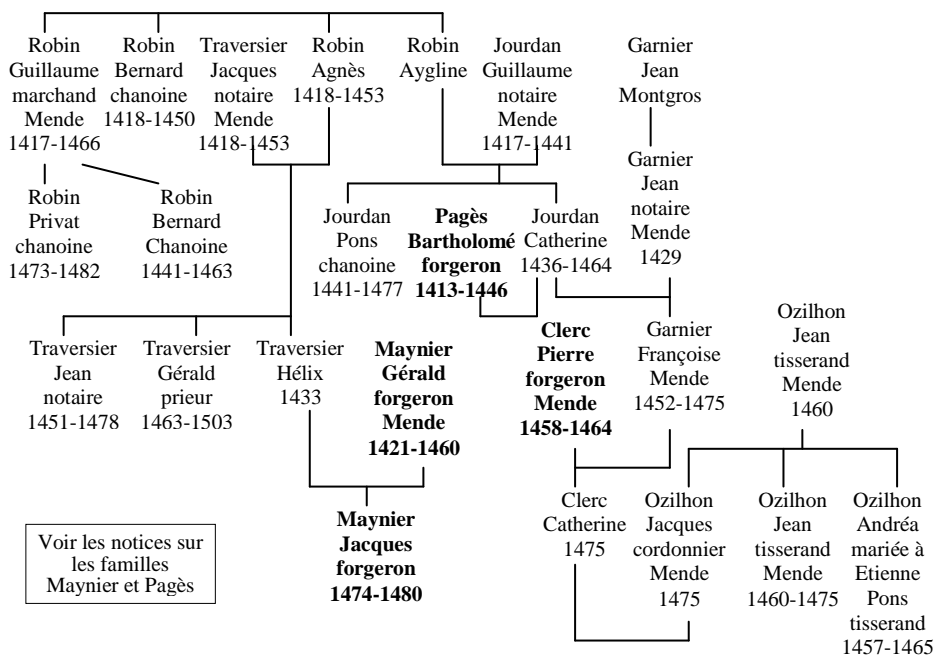 Robin
Guillaume
marchand
Mende
1417-1466
Robin
Bernard
chanoine
1418-1450
Traversier
Jacques
notaire
Mende
1418-1453
Robin
Agnès
1418-1453
Robin
Aygline
Jourdan
Guillaume
notaire
Mende
1417-1441
Garnier
Jean
Montgros
Garnier
Jean
notaire
Mende
1429
Robin
Privat
chanoine
1473-1482
Robin
Bernard
Chanoine
1441-1463
Jourdan
Pons
chanoine
1441-1477
Pagès
Bartholomé
forgeron
1413-1446
Jourdan
Catherine
1436-1464
Traversier
Jean
notaire
1451-1478
Traversier
Gérald
prieur
1463-1503
Traversier
Hélix
1433
Maynier
Gérald
forgeron
Mende
1421-1460
Clerc
Pierre
forgeron
Mende
1458-1464
Garnier
Françoise
Mende
1452-1475
Ozilhon
Jean
tisserand
Mende
1460
Maynier
Jacques
forgeron
1474-1480
Clerc
Catherine
1475
Ozilhon
Jacques
cordonnier
Mende
1475
Ozilhon
Jean
tisserand
Mende
1460-1475
Ozilhon
Andréa
mariée à
Etienne
Pons
tisserand
1457-1465
Voir les notices sur
les familles
Maynier et Pagès